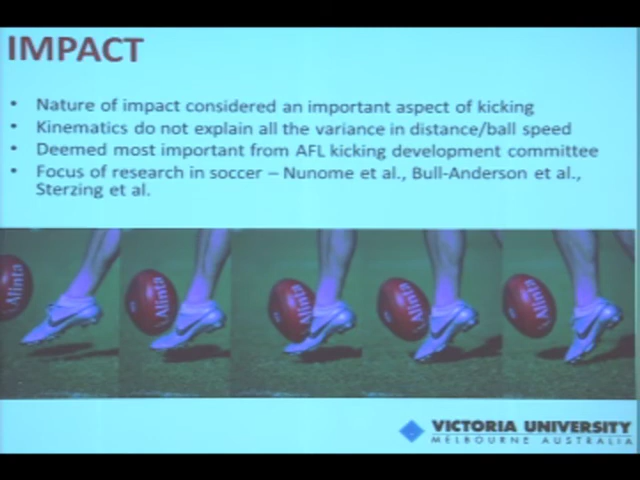 IMPACT
• Nature of impact considered an important aspect of kicking
• Kinematics do not explain all the variance in distance/ball speed
• Deemed most important from AFL kicking development committee
• Focus of research in soccer – Nunome et al., Bull-Anderson et al.,
Sterzing et al.
Alinta
Alinta
Alinta
Alinta
Alinta
VICTORIA UNIVERSITY
MELBOURNE AUSTRALIA